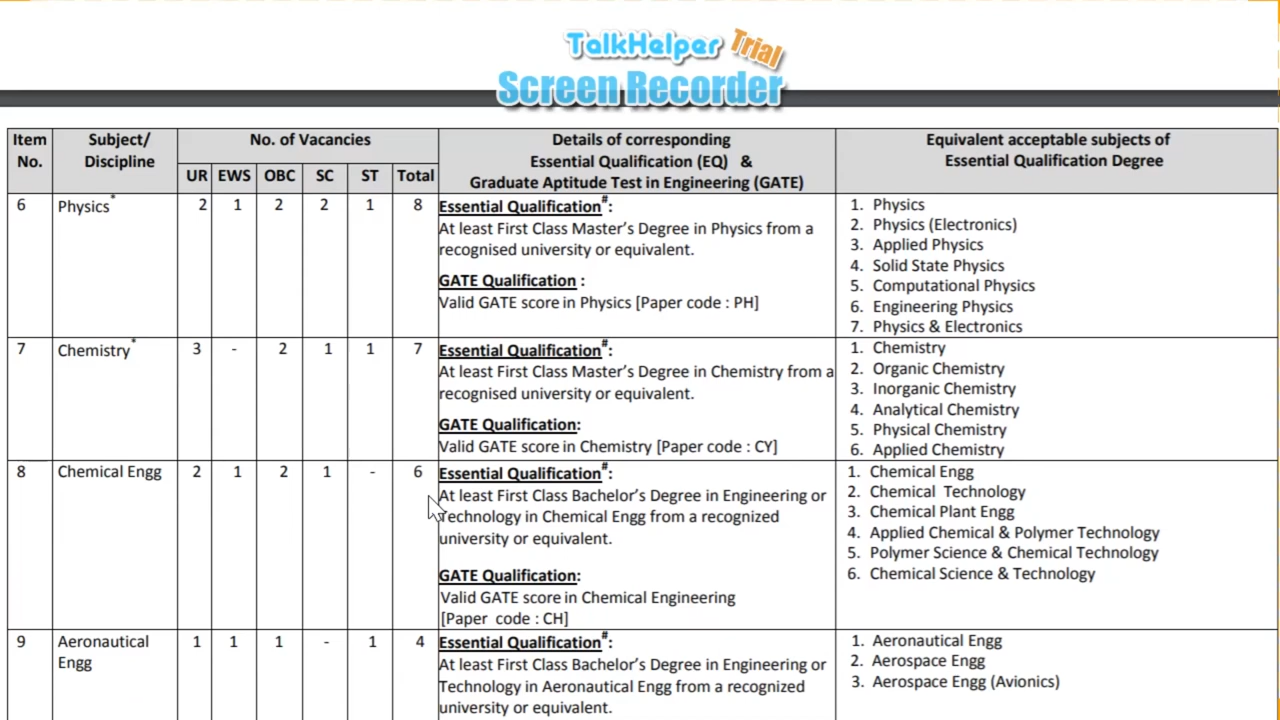 TalkHelper Trial
Screen Recorder
Item No. Subject/ Discipline No. of Vacancies Details of corresponding Essential Qualification (EQ) & Graduate Aptitude Test in Engineering (GATE) Equivalent acceptable subjects of Essential Qualification Degree
UR EWS OBC SC ST Total
6 Physics* 2 1 2 2 1 8
Essential Qualification#:
At least First Class Master's Degree in Physics from a
recognised university or equivalent.
GATE Qualification :
Valid GATE score in Physics [Paper code : PH]
1. Physics
2. Physics (Electronics)
3. Applied Physics
4. Solid State Physics
5. Computational Physics
6. Engineering Physics
7. Physics & Electronics
7 Chemistry* 3 - 2 1 1 7
Essential Qualification#:
At least First Class Master's Degree in Chemistry from a
recognised university or equivalent.
GATE Qualification:
Valid GATE score in Chemistry [Paper code : CY]
1. Chemistry
2. Organic Chemistry
3. Inorganic Chemistry
4. Analytical Chemistry
5. Physical Chemistry
6. Applied Chemistry
8 Chemical Engg 2 1 2 1 - 6
Essential Qualification#:
At least First Class Bachelor's Degree in Engineering or
Technology in Chemical Engg from a recognized
university or equivalent.
GATE Qualification:
Valid GATE score in Chemical Engineering
[Paper code : CH]
1. Chemical Engg
2. Chemical Technology
3. Chemical Plant Engg
4. Applied Chemical & Polymer Technology
5. Polymer Science & Chemical Technology
6. Chemical Science & Technology
9 Aeronautical Engg 1 1 1 - 1 4
Essential Qualification#:
At least First Class Bachelor's Degree in Engineering or
Technology in Aeronautical Engg from a recognized
university or equivalent.
1. Aeronautical Engg
2. Aerospace Engg
3. Aerospace Engg (Avionics)